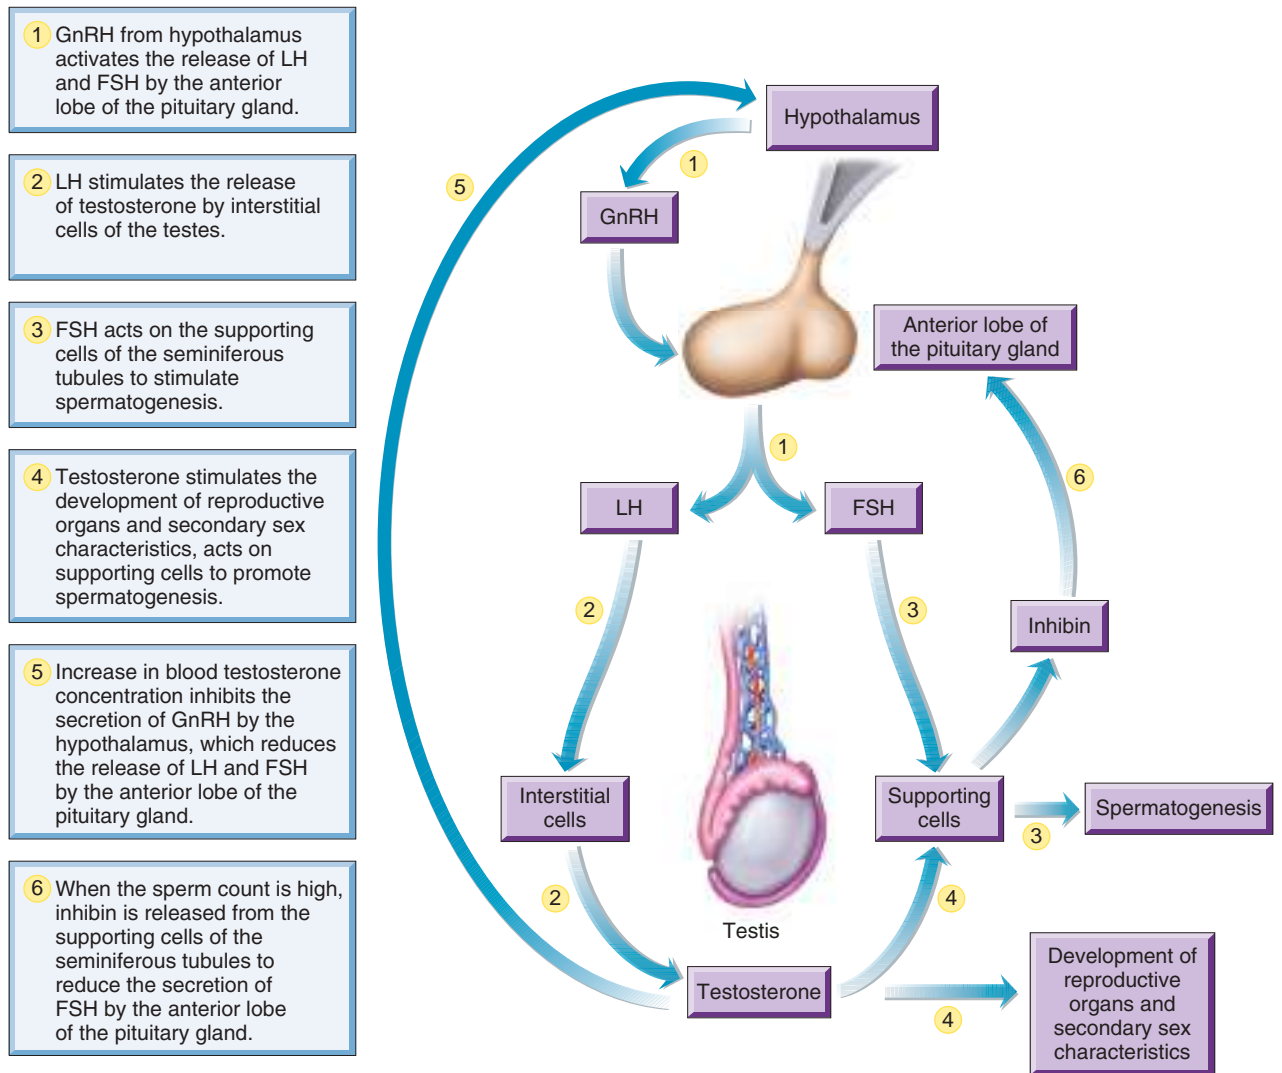 1 GnRH from hypothalamus
activates the release of LH
and FSH by the anterior
lobe of the pituitary gland.
2 LH stimulates the release
of testosterone by interstitial
cells of the testes.
3 FSH acts on the supporting
cells of the seminiferous
tubules to stimulate
spermatogenesis.
4 Testosterone stimulates the
development of reproductive
organs and secondary sex
characteristics, acts on
supporting cells to promote
spermatogenesis.
5 Increase in blood testosterone
concentration inhibits the
secretion of GnRH by the
hypothalamus, which reduces
the release of LH and FSH
by the anterior lobe of the
pituitary gland.
6 When the sperm count is high,
inhibin is released from the
supporting cells of the
seminiferous tubules to
reduce the secretion of
FSH by the anterior lobe
of the pituitary gland.
Hypothalamus
1
5
GnRH
Anterior lobe of
the pituitary gland
1
6
LH
FSH
2
3
Inhibin
Interstitial
cells
Supporting
cells
Spermatogenesis
3
2
4
Testis
Testosterone
4
Development of
reproductive
organs and
secondary sex
characteristics